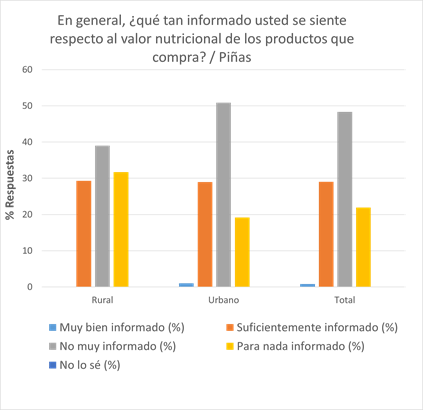 En general, ¿qué tan informado usted se siente
respecto al valor nutricional de los productos que
compra? / Piñas
% Respuestas
60
50
40
30
20
10
0
Rural
Urbano
Total
Muy bien informado (%)
Suficientemente informado (%)
No muy informado (%)
Para nada informado (%)
No lo sé (%)